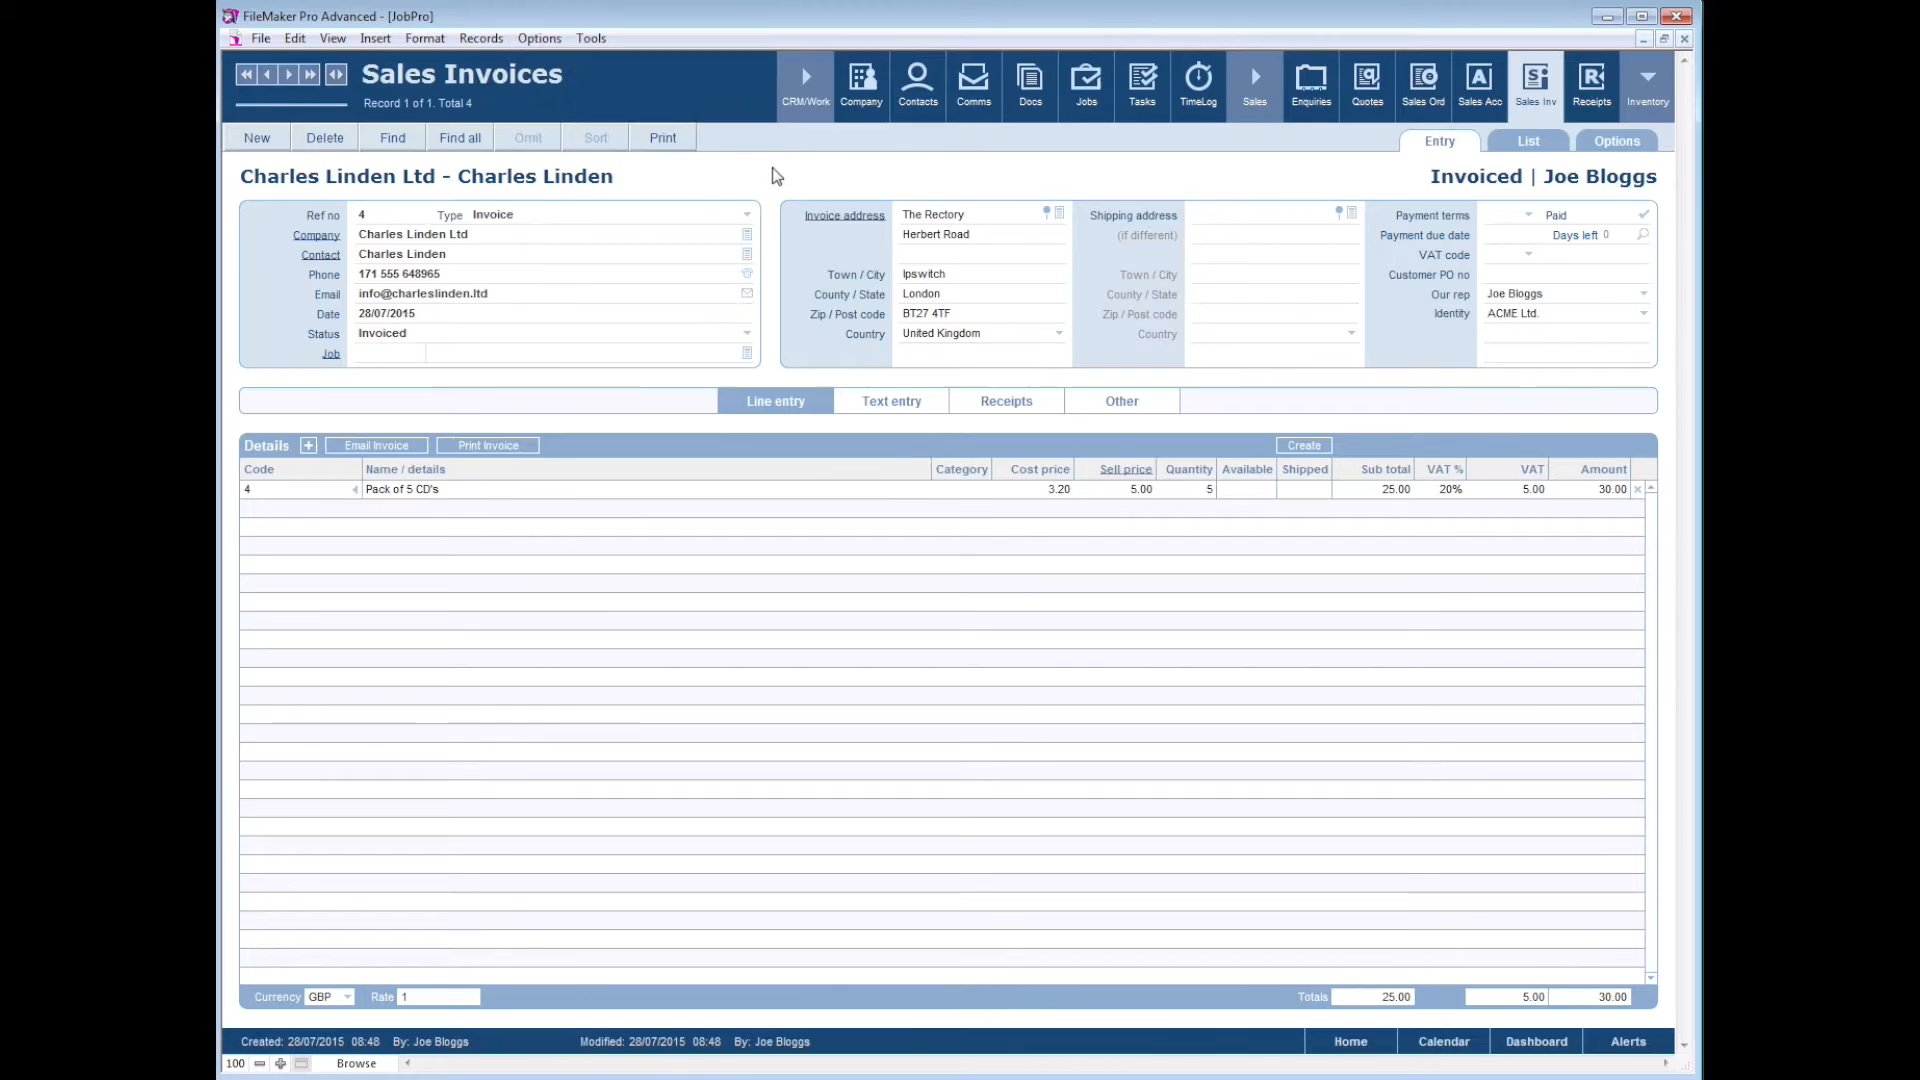 FileMaker Pro Advanced - [JobPro]
File Edit View Insert Format Records Options Tools
Sales Invoices
Record 1 of 1. Total 4
CRM/Work Company Contacts Comms Docs Jobs Tasks TimeLog Sales Enquiries Quotes Sales Ord Sales Acc Sales Inv Receipts Inventory
New Delete Find Find all Omit Sort Print
Entry List Options
Charles Linden Ltd - Charles Linden
Invoiced | Joe Bloggs
Ref no 4 Type Invoice
Company Charles Linden Ltd
Contact Charles Linden
Phone 171 555 648965
Email info@charleslinden.ltd
Date 28/07/2015
Status Invoiced
Job
Invoice address The Rectory
Herbert Road
Town / City Ipswitch
County / State London
Zip / Post code BT27 4TF
Country United Kingdom
Shipping address
(if different)
Town / City
County / State
Zip / Post code
Country
Payment terms Paid
Payment due date Days left 0
VAT code
Customer PO no
Our rep Joe Bloggs
Identity ACME Ltd.
Line entry Text entry Receipts Other
Details + Email Invoice Print Invoice Create
Code Name / details Category Cost price Sell price Quantity Available Shipped Sub total VAT % VAT Amount
4 Pack of 5 CD's 3.20 5.00 5 25.00 20% 5.00 30.00
Currency GBP Rate 1 Totals 25.00 5.00 30.00
Created: 28/07/2015 08:48 By: Joe Bloggs Modified: 28/07/2015 08:48 By: Joe Bloggs Home Calendar Dashboard Alerts
100 Browse